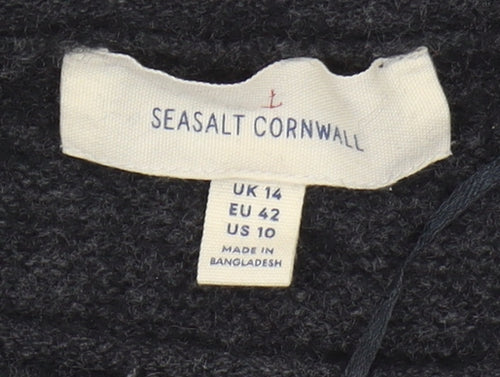 SEASALT CORNWALL
UK 14
EU 42
US 10
MADE IN
BANGLADESH